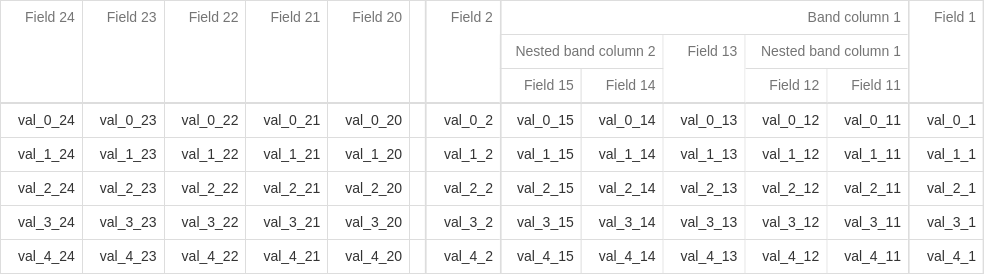 Field 24 Field 23 Field 22 Field 21 Field 20 Field 2 Band column 1 Field 1
Nested band column 2 Field 13 Nested band column 1
Field 15 Field 14 Field 12 Field 11
val_0_24 val_0_23 val_0_22 val_0_21 val_0_20 val_0_2 val_0_15 val_0_14 val_0_13 val_0_12 val_0_11 val_0_1
val_1_24 val_1_23 val_1_22 val_1_21 val_1_20 val_1_2 val_1_15 val_1_14 val_1_13 val_1_12 val_1_11 val_1_1
val_2_24 val_2_23 val_2_22 val_2_21 val_2_20 val_2_2 val_2_15 val_2_14 val_2_13 val_2_12 val_2_11 val_2_1
val_3_24 val_3_23 val_3_22 val_3_21 val_3_20 val_3_2 val_3_15 val_3_14 val_3_13 val_3_12 val_3_11 val_3_1
val_4_24 val_4_23 val_4_22 val_4_21 val_4_20 val_4_2 val_4_15 val_4_14 val_4_13 val_4_12 val_4_11 val_4_1